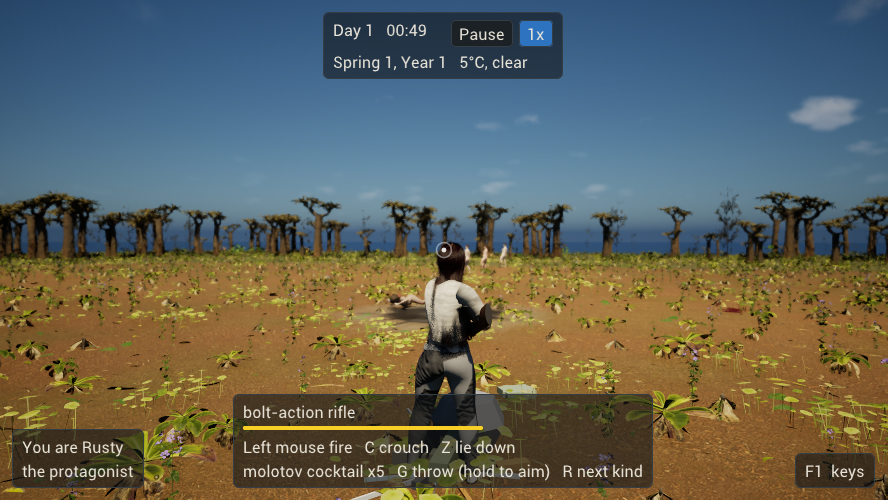 Day 1 00:49 Pause 1x
Spring 1, Year 1 5°C, clear
bolt-action rifle
Left mouse fire C crouch Z lie down
molotov cocktail x5 G throw (hold to aim) R next kind
You are Rusty
the protagonist
F1 keys